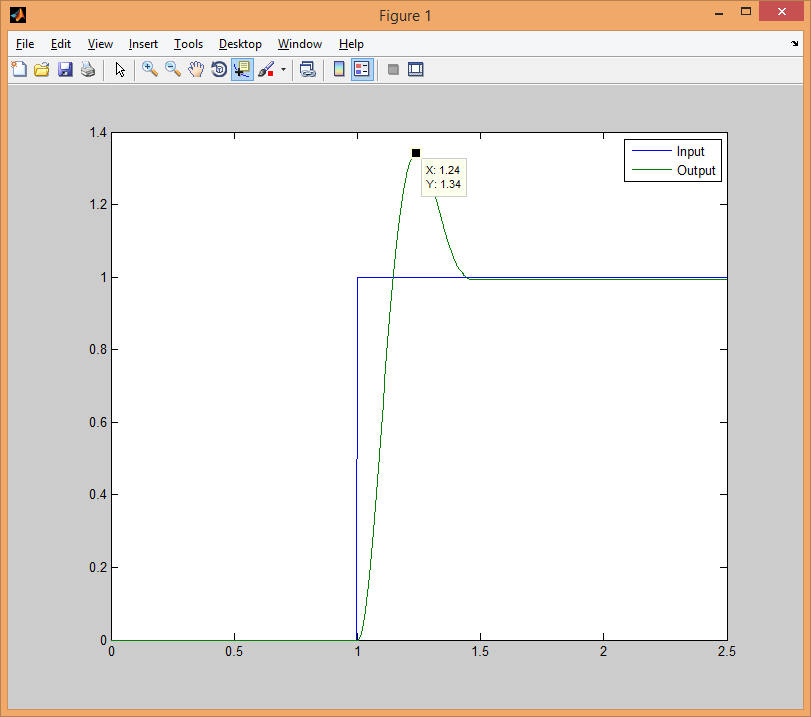 Figure 1
File Edit View Insert Tools Desktop Window Help
1.4
1.2
1
0.8
0.6
0.4
0.2
0
Input
Output
X: 1.24
Y: 1.34
0 0.5 1 1.5 2 2.5